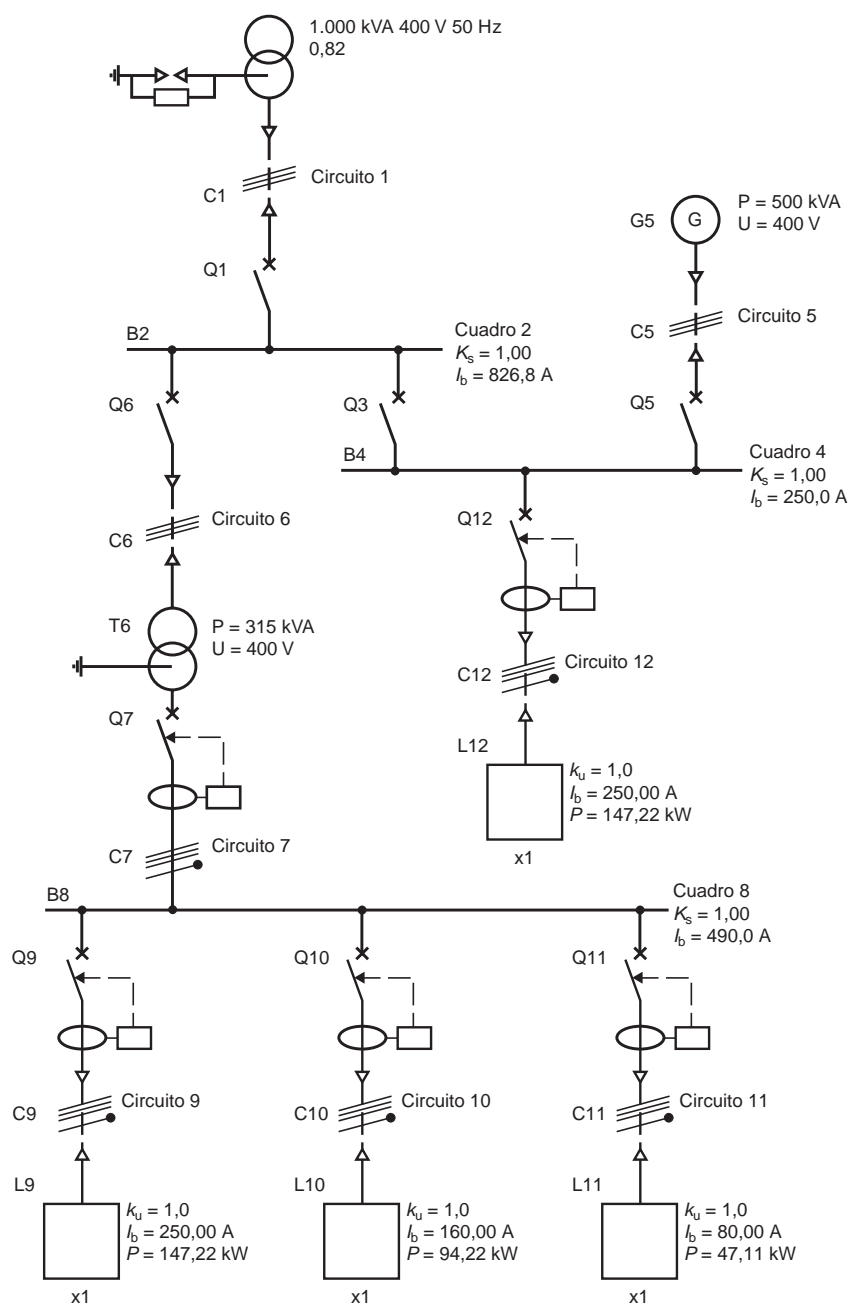 1.000 kVA 400 V 50 Hz
0,82
Circuito 1
C1
Q1
P = 500 kVA
U = 400 V
G5
G
Circuito 5
C5
B2
Cuadro 2
Ks = 1,00
Ib = 826,8 A
Q6
Q3
Q5
B4
Cuadro 4
Ks = 1,00
Ib = 250,0 A
Circuito 6
C6
Q12
T6
P = 315 kVA
U = 400 V
Circuito 12
C12
Q7
L12
ku = 1,0
Ib = 250,00 A
P = 147,22 kW
x1
Circuito 7
C7
B8
Cuadro 8
Ks = 1,00
Ib = 490,0 A
Q9
Q10
Q11
Circuito 9
C9
Circuito 10
C10
Circuito 11
C11
L9
ku = 1,0
Ib = 250,00 A
P = 147,22 kW
x1
L10
ku = 1,0
Ib = 160,00 A
P = 94,22 kW
x1
L11
ku = 1,0
Ib = 80,00 A
P = 47,11 kW
x1